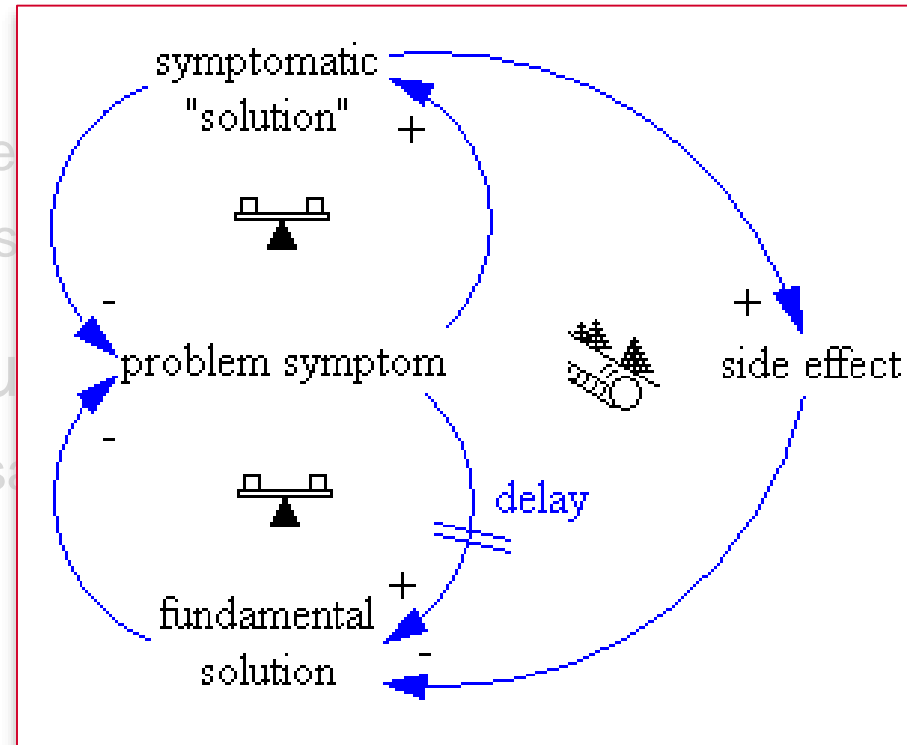 symptomatic
"solution"
+
-
+
problem symptom
side effect
-
delay
+
fundamental
solution
-